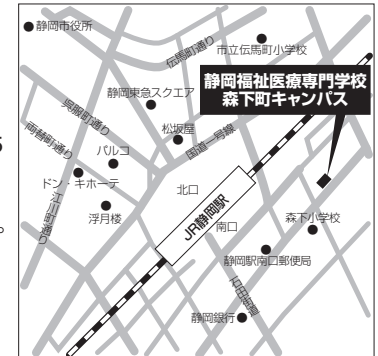 静岡市役所
伝馬町通り
市立伝馬町小学校
静岡東急スクエア
静岡福祉医療専門学校
森下町キャンパス
呉服町通り
松坂屋
国道一号線
両替町通り
パルコ
ドン・キホーテ
北口
江川町通り
浮月楼
JR静岡駅
南口
森下小学校
静岡駅南口郵便局
石田街道
静岡銀行
。